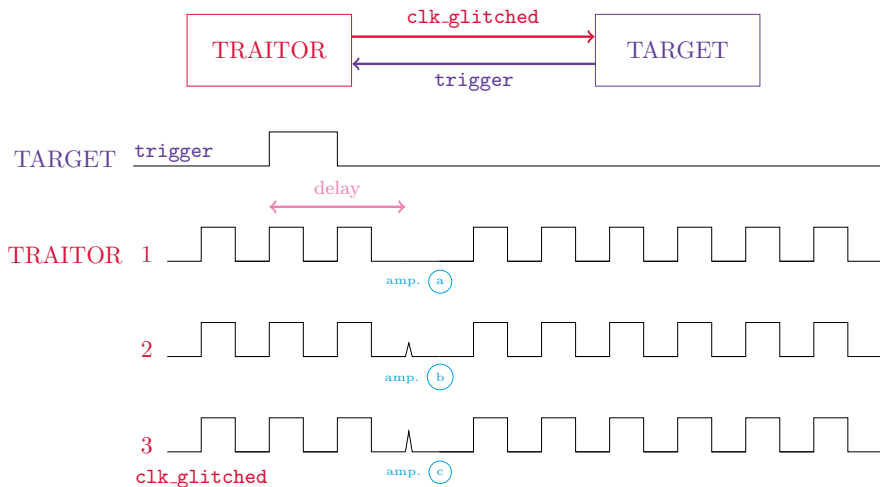 clk_glitched
TRAITOR
TARGET
trigger
TARGET trigger
delay
TRAITOR 1
amp. a
2
amp. b
3
amp. c
clk_glitched